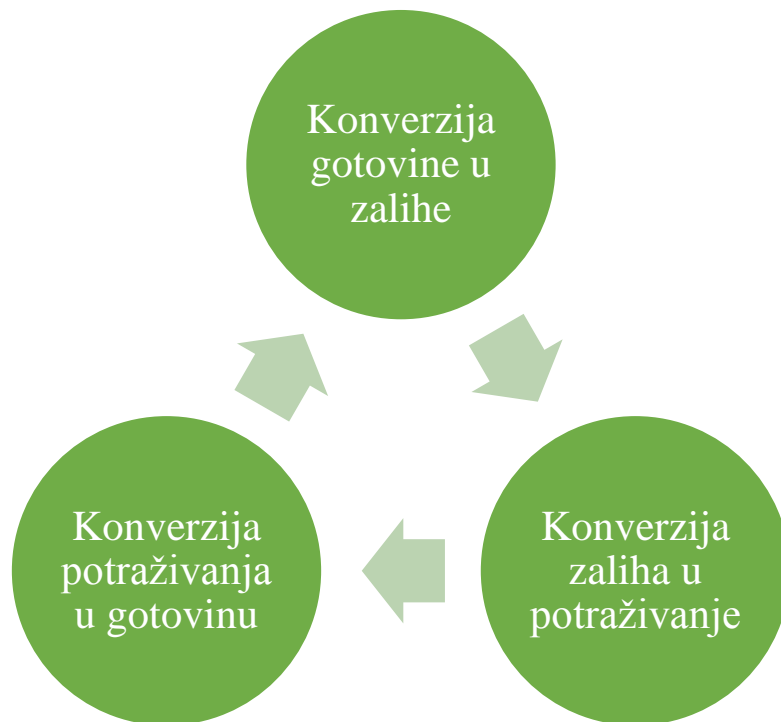 Konverzija
gotovine u
zalihe
Konverzija
zaliha u
potraživanje
Konverzija
potraživanja
u gotovinu